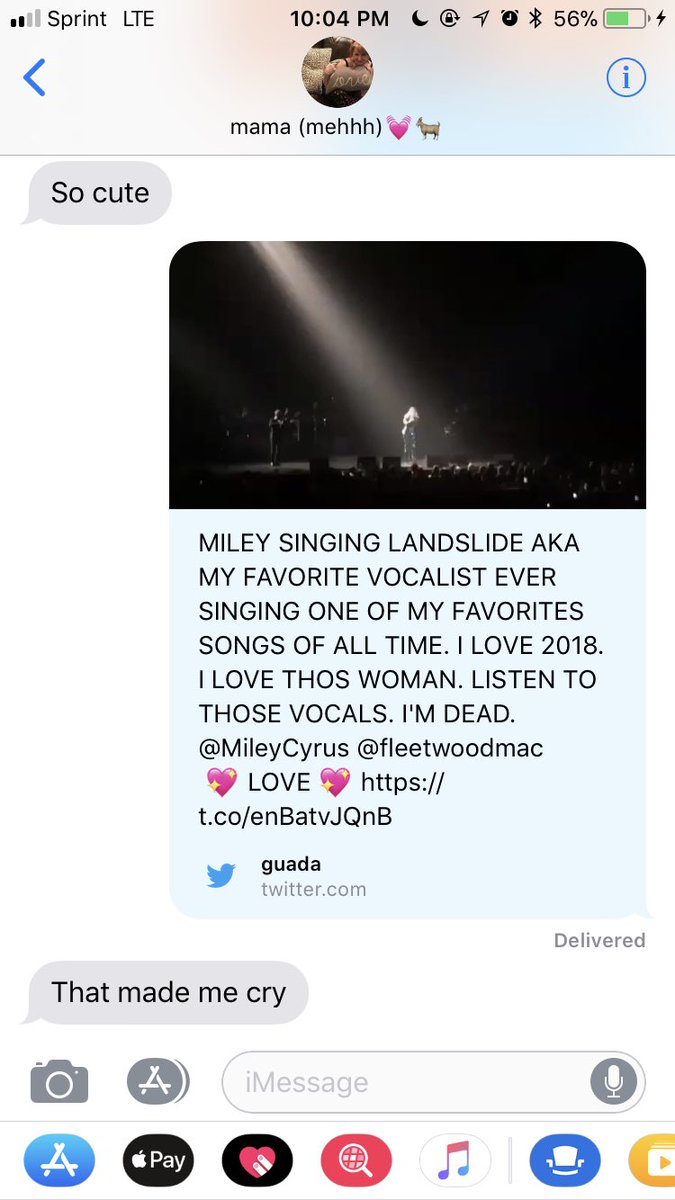 Sprint LTE 10:04 PM 56%
mama (mehhh)💓🐐
So cute
MILEY SINGING LANDSLIDE AKA
MY FAVORITE VOCALIST EVER
SINGING ONE OF MY FAVORITES
SONGS OF ALL TIME. I LOVE 2018.
I LOVE THOS WOMAN. LISTEN TO
THOSE VOCALS. I'M DEAD.
@MileyCyrus @fleetwoodmac
💖 LOVE 💖 https://
t.co/enBatvJQnB
guada
twitter.com
Delivered
That made me cry
iMessage
Pay